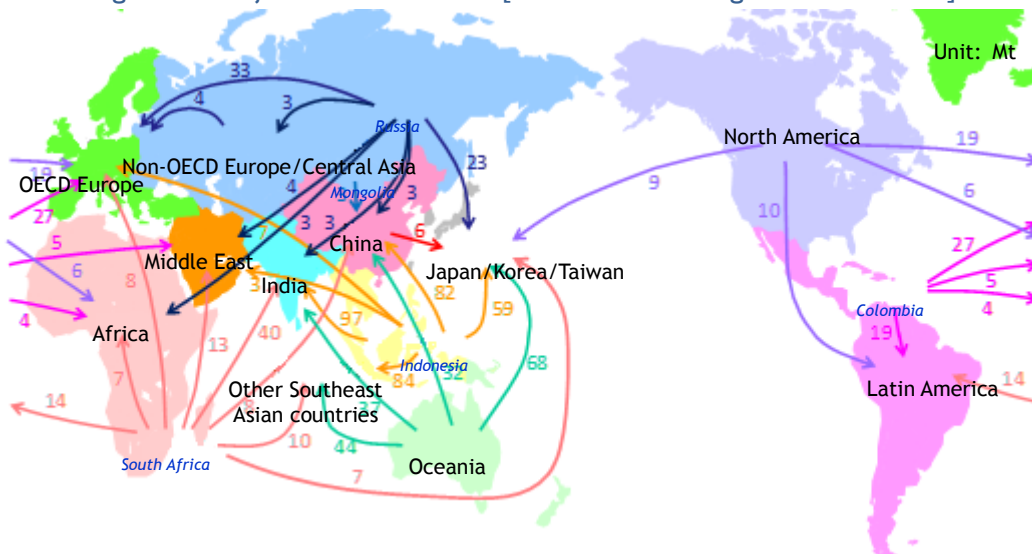 Unit: Mt
33
4
3
Russia
North America
19
23
Non-OECD Europe/Central Asia
19
OECD Europe
4
3
Mongolia
9
6
27
10
7
3
3
6
5
China
27
Middle East
Japan/Korea/Taiwan
6
8
3
India
82
5
59
4
Colombia
4
97
Africa
19
13
40
68
Indonesia
7
84
Other Southeast
Latin America
14
14
Asian countries
10
44
Oceania
South Africa
7